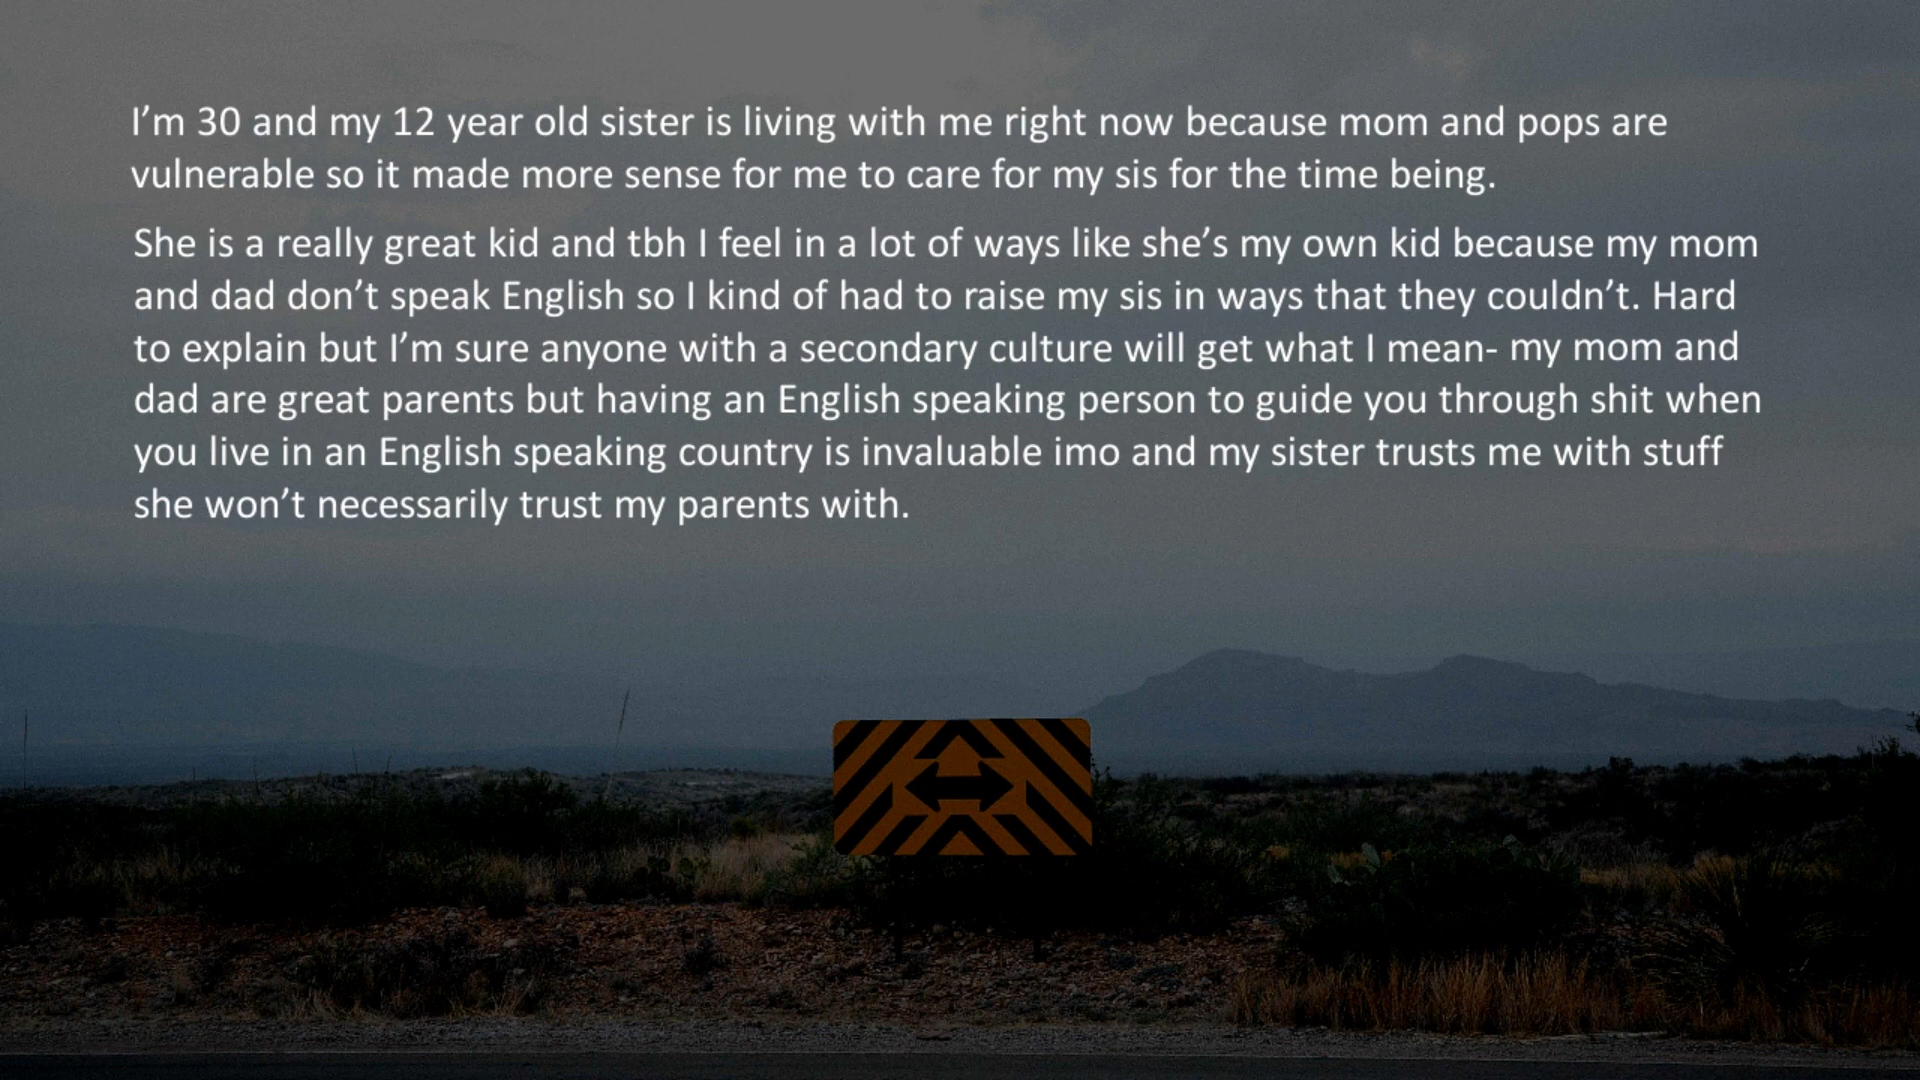 I’m 30 and my 12 year old sister is living with me right now because mom and pops are
vulnerable so it made more sense for me to care for my sis for the time being.
She is a really great kid and tbh I feel in a lot of ways like she’s my own kid because my mom
and dad don’t speak English so I kind of had to raise my sis in ways that they couldn’t. Hard
to explain but I’m sure anyone with a secondary culture will get what I mean- my mom and
dad are great parents but having an English speaking person to guide you through shit when
you live in an English speaking country is invaluable imo and my sister trusts me with stuff
she won’t necessarily trust my parents with.